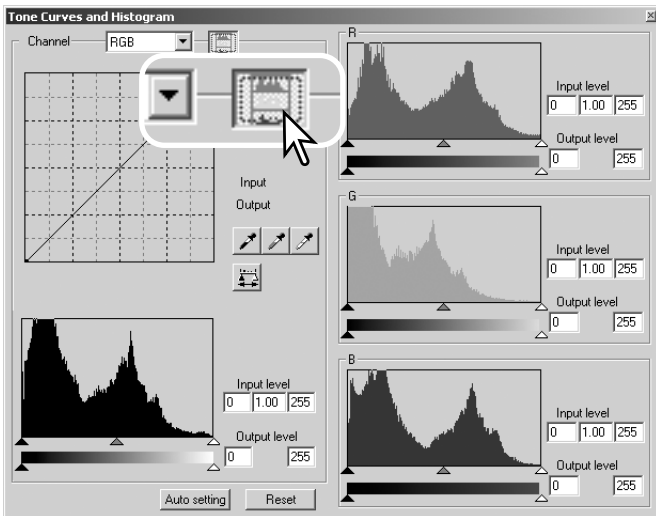 Tone Curves and Histogram
Channel RGB
Input
Output
Input level
0 1.00 255
Output level
0 255
Auto setting Reset
R
Input level
0 1.00 255
Output level
0 255
G
Input level
0 1.00 255
Output level
0 255
B
Input level
0 1.00 255
Output level
0 255